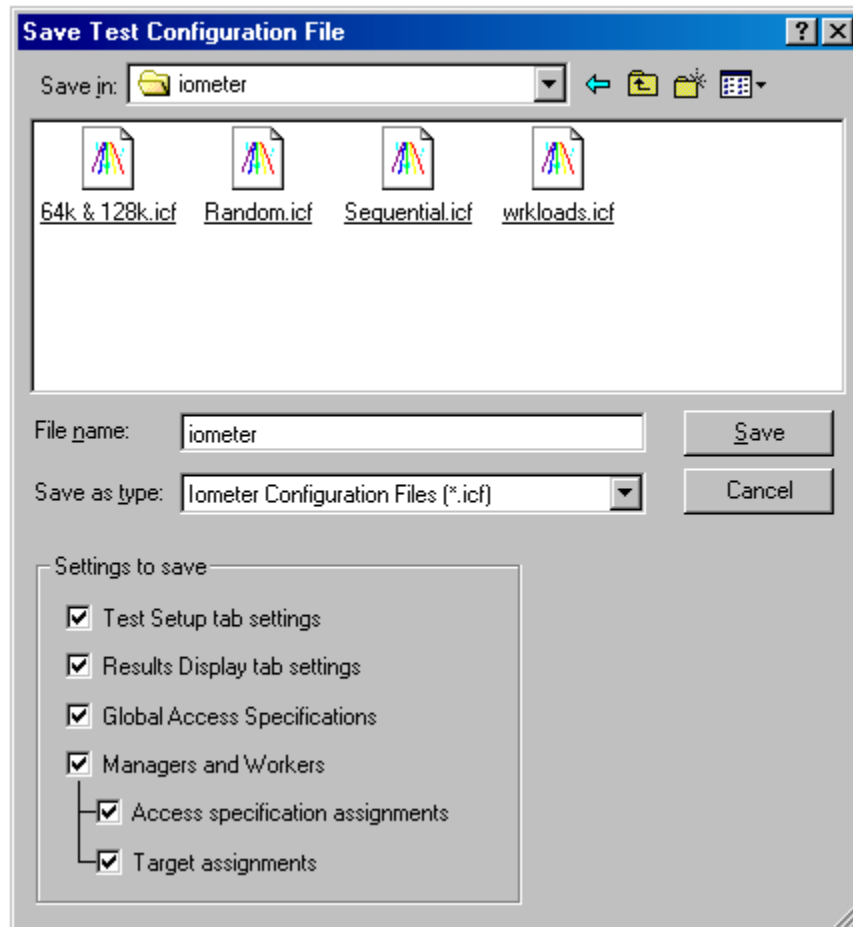 Save Test Configuration File
Save in: iometer
64k & 128k.icf Random.icf Sequential.icf wrkloads.icf
File name: iometer Save
Save as type: Iometer Configuration Files (*.icf) Cancel
Settings to save
Test Setup tab settings
Results Display tab settings
Global Access Specifications
Managers and Workers
Access specification assignments
Target assignments